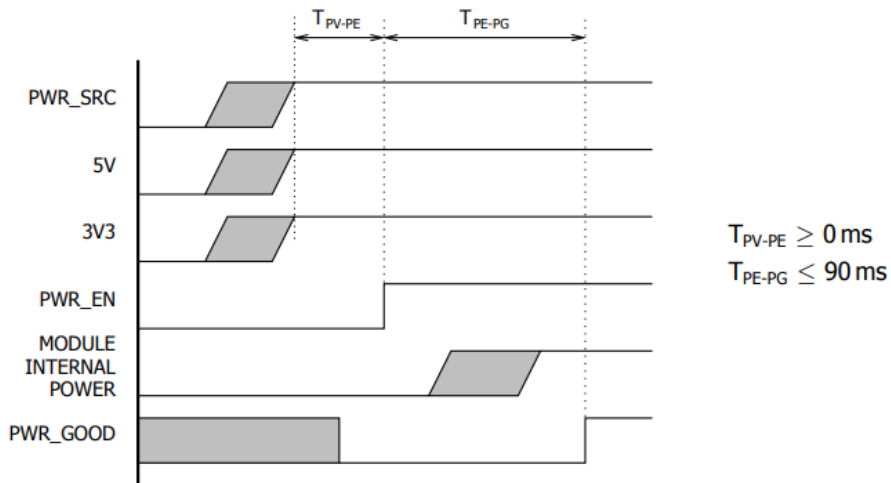 T_PV-PE T_PE-PG
PWR_SRC
5V
3V3
T_PV-PE ≥ 0 ms
T_PE-PG ≤ 90 ms
PWR_EN
MODULE
INTERNAL
POWER
PWR_GOOD